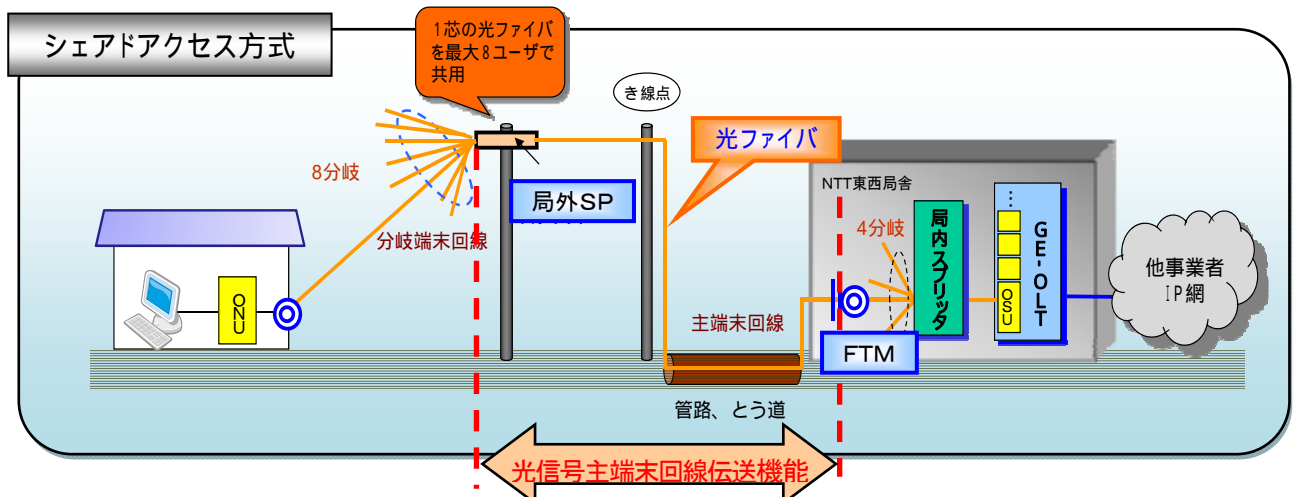 シェアドアクセス方式
1芯の光ファイバ
を最大8ユーザで
共用
き線点
光ファイバ
8分岐
局外SP
NTT東西局舎
4分岐
局内スプリッタ
GE-OLT
OSU
他事業者
IP網
分岐端末回線
ONU
主端末回線
FTM
管路、とう道
光信号主端末回線伝送機能